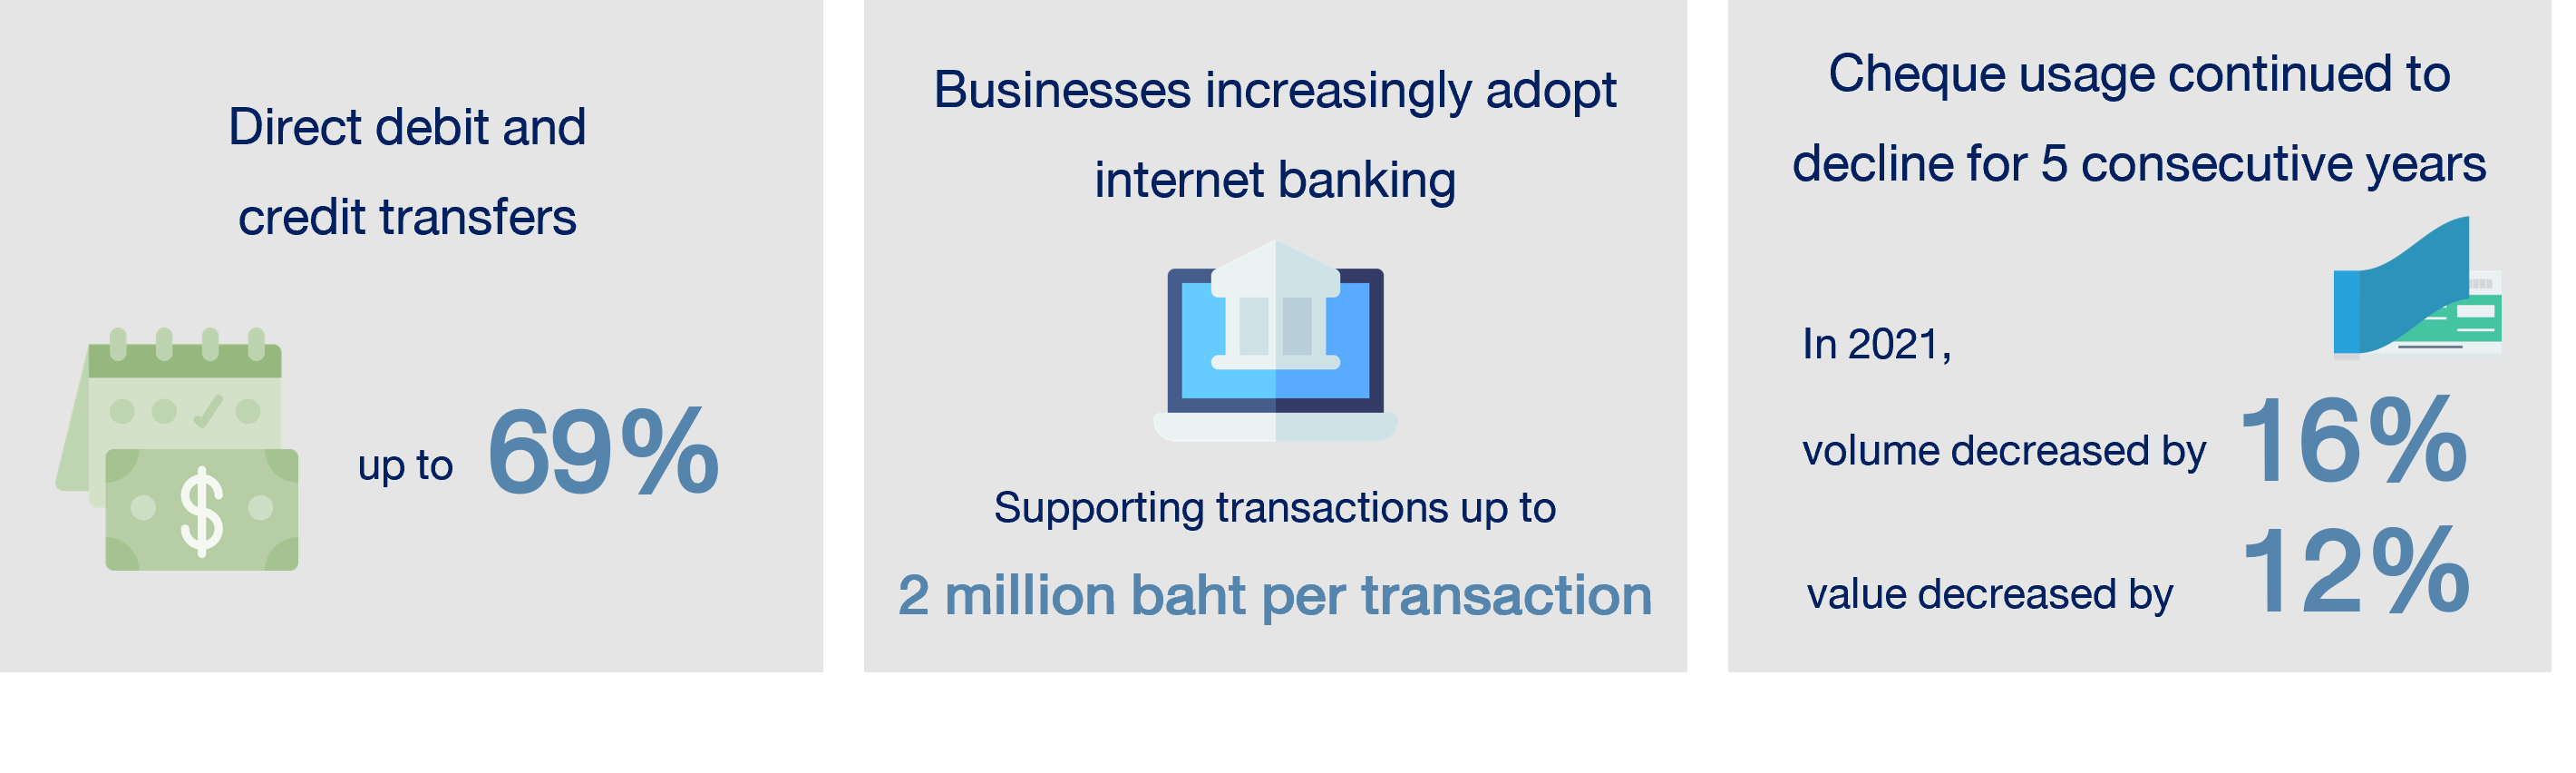 Direct debit and
credit transfers
up to 69%
Businesses increasingly adopt
internet banking
Supporting transactions up to
2 million baht per transaction
Cheque usage continued to
decline for 5 consecutive years
In 2021,
volume decreased by 16%
value decreased by 12%